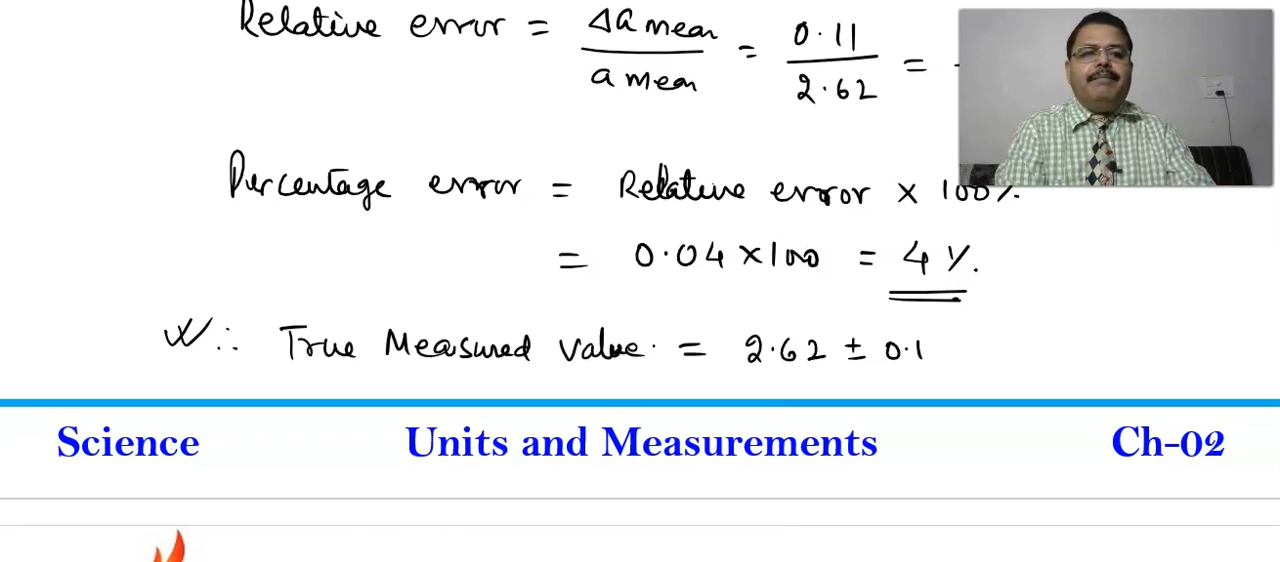 Relative error = Δa mean / a mean = 0.11 / 2.62 =
Percentage error = Relative error × 100%
= 0.04 × 100 = 4%.
∴ True Measured value = 2.62 ± 0.1
Science Units and Measurements Ch-02